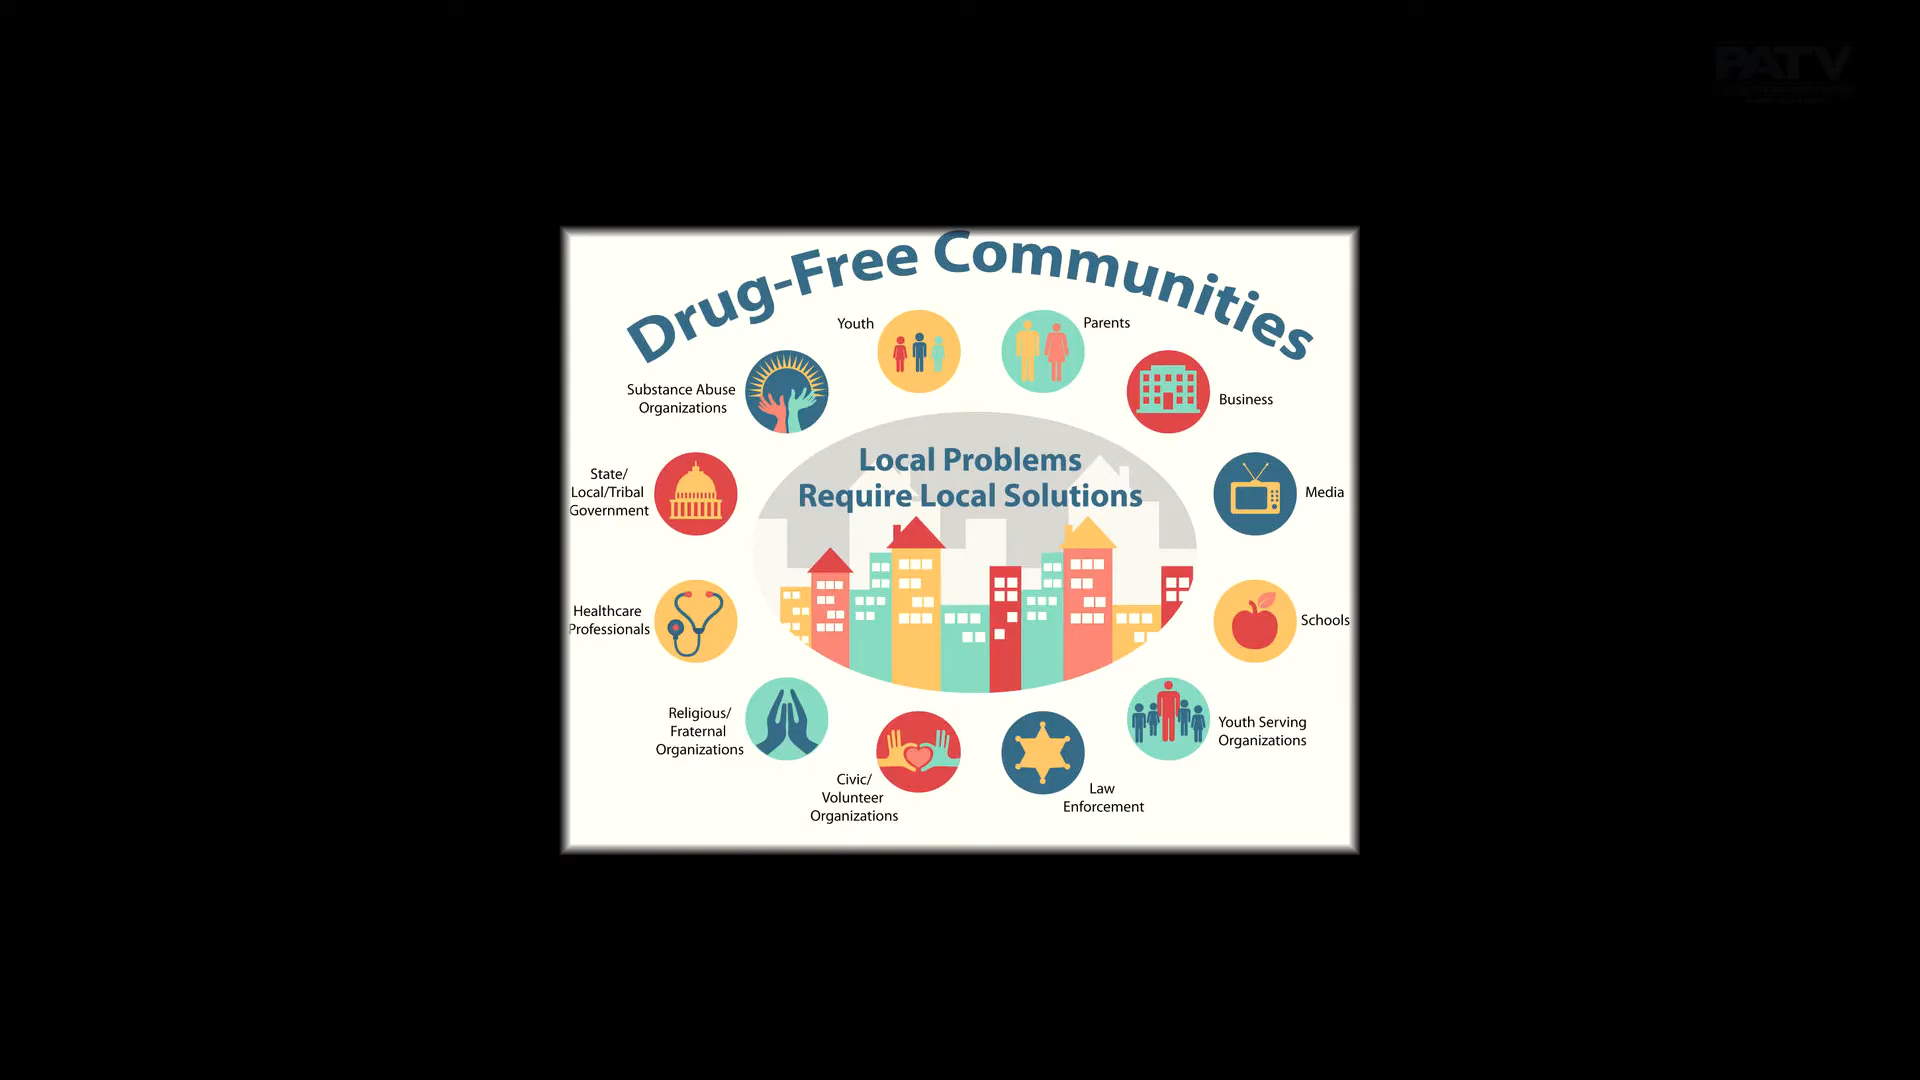 PATV
Drug-Free Communities
Youth
Parents
Substance Abuse
Organizations
Business
Local Problems
Require Local Solutions
State/
Local/Tribal
Government
Media
Healthcare
Professionals
Schools
Religious/
Fraternal
Organizations
Youth Serving
Organizations
Civic/
Volunteer
Organizations
Law
Enforcement